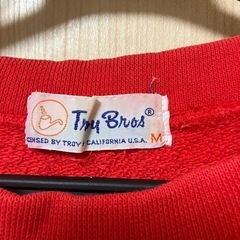 Troy Bros®
LICENSED BY TROY CALIFORNIA U.S.A. M